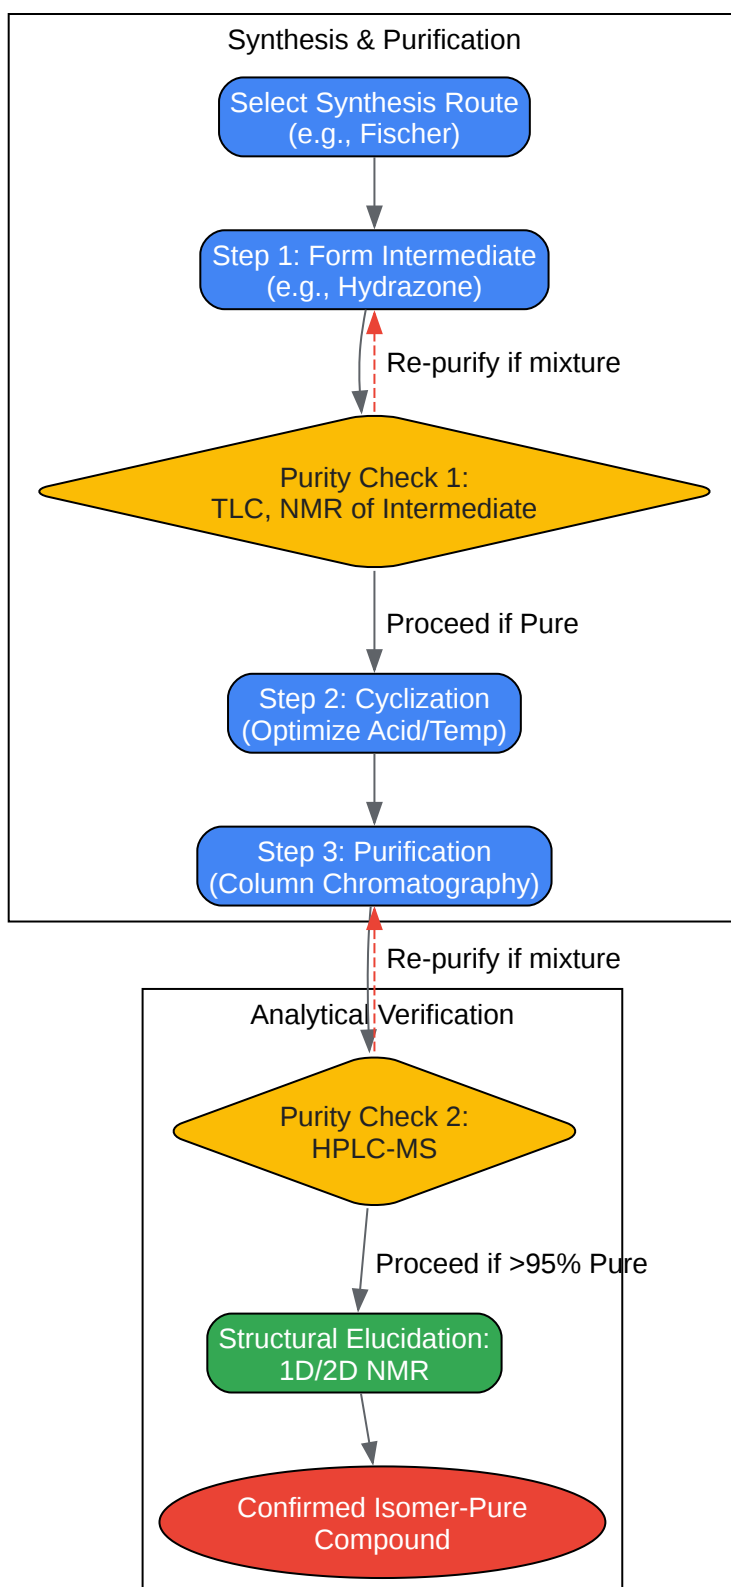 Synthesis & Purification
Select Synthesis Route
(e.g., Fischer)
Step 1: Form Intermediate
(e.g., Hydrazone)
Re-purify if mixture
Purity Check 1:
TLC, NMR of Intermediate
Proceed if Pure
Step 2: Cyclization
(Optimize Acid/Temp)
Step 3: Purification
(Column Chromatography)
Re-purify if mixture
Analytical Verification
Purity Check 2:
HPLC-MS
Proceed if >95% Pure
Structural Elucidation:
1D/2D NMR
Confirmed Isomer-Pure
Compound